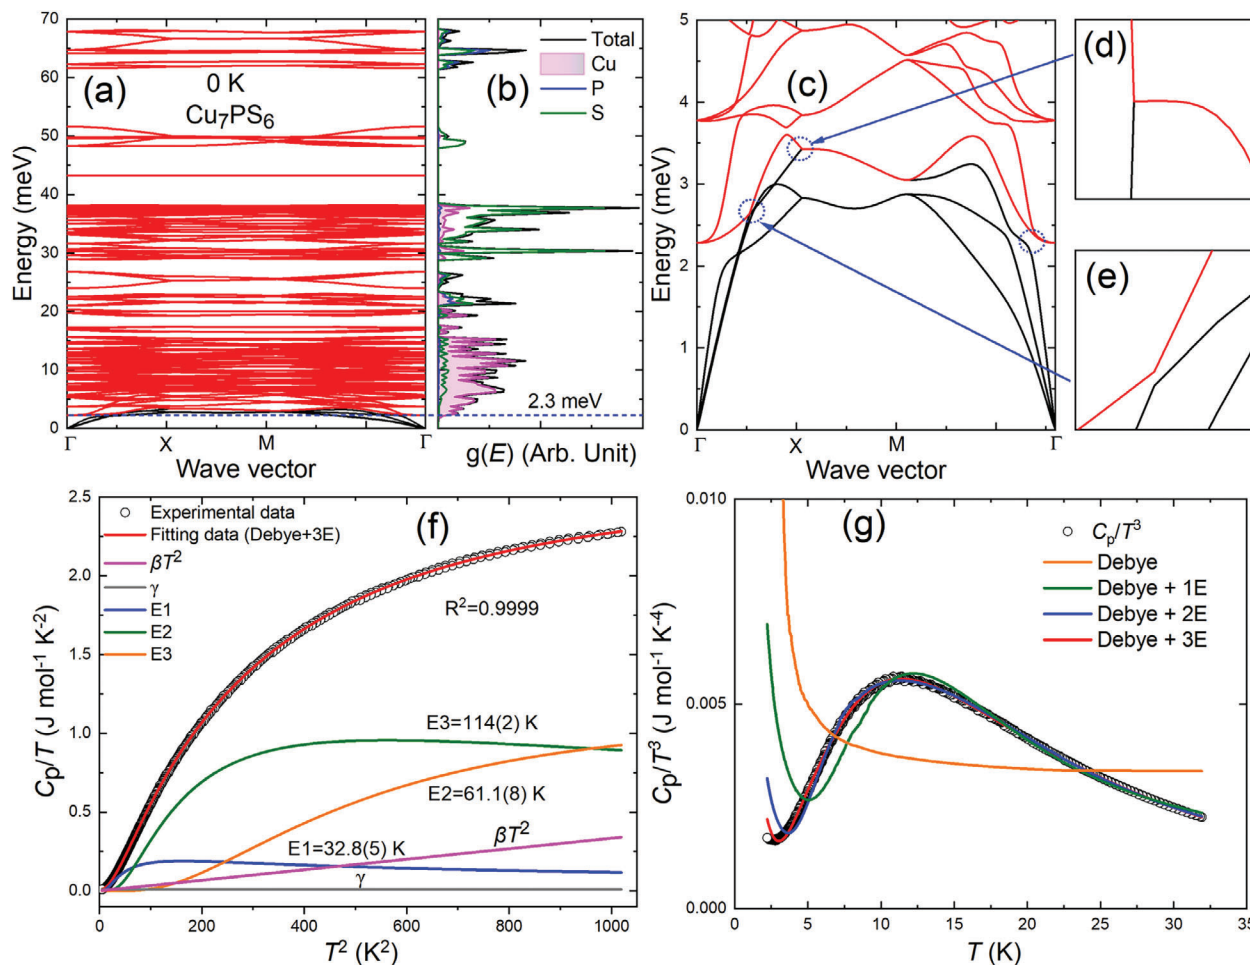 70
60
50
40
30
20
10
0
Energy (meV)
(a)
0 K
Cu₇PS₆
Γ
X
M
Γ
Wave vector
(b)
Total
Cu
P
S
2.3 meV
g(E) (Arb. Unit)
5
4
3
2
1
0
Energy (meV)
(c)
Γ
X
M
Γ
Wave vector
(d)
(e)
2.5
2.0
1.5
1.0
0.5
0.0
Cp/T (J mol⁻¹ K⁻²)
Experimental data
Fitting data (Debye+3E)
βT²
γ
E1
E2
E3
(f)
R²=0.9999
E3=114(2) K
E2=61.1(8) K
E1=32.8(5) K
βT²
γ
0
200
400
600
800
1000
T² (K²)
0.010
0.005
0.000
Cp/T³ (J mol⁻¹ K⁻⁴)
(g)
Cp/T³
Debye
Debye + 1E
Debye + 2E
Debye + 3E
0
5
10
15
20
25
30
35
T (K)